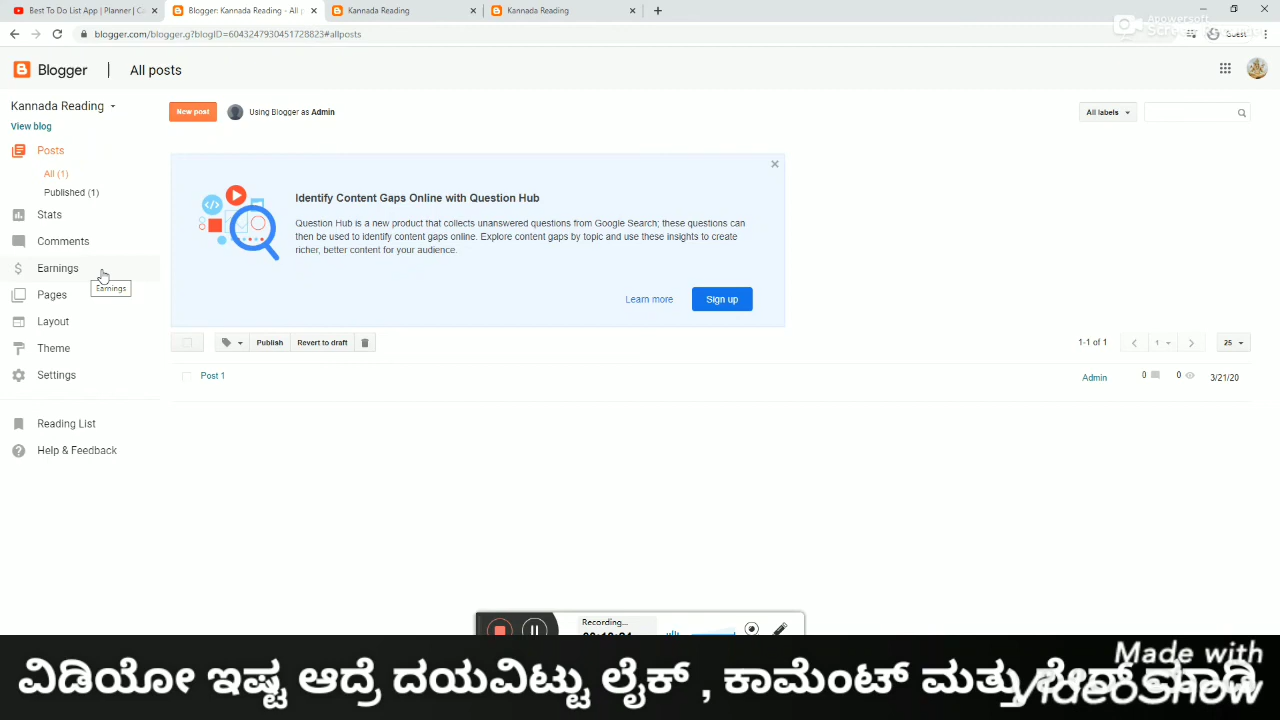 Best To Do List App | Planner | Ca
Blogger: Kannada Reading - All p
Kannada Reading
Kannada Reading
blogger.com/blogger.g?blogID=6043247930451728823#allposts
Apowersoft
Blogger
All posts
Kannada Reading
New post
Using Blogger as Admin
All labels
View blog
Posts
All (1)
Published (1)
Stats
Comments
Earnings
Earnings
Pages
Layout
Theme
Settings
Reading List
Help & Feedback
Identify Content Gaps Online with Question Hub
Question Hub is a new product that collects unanswered questions from Google Search; these questions can
then be used to identify content gaps online. Explore content gaps by topic and use these insights to create
richer, better content for your audience.
Learn more
Sign up
Publish
Revert to draft
1-1 of 1
1
25
Post 1
Admin
0
0
3/21/20
Recording...
ವಿಡಿಯೋ ಇಷ್ಟ ಆದ್ರೆ ದಯವಿಟ್ಟು ಲೈಕ್ , ಕಾಮೆಂಟ್ ಮತ್ತು ಶೇರ್ ಮಾಡಿ
Made with
VideoShow